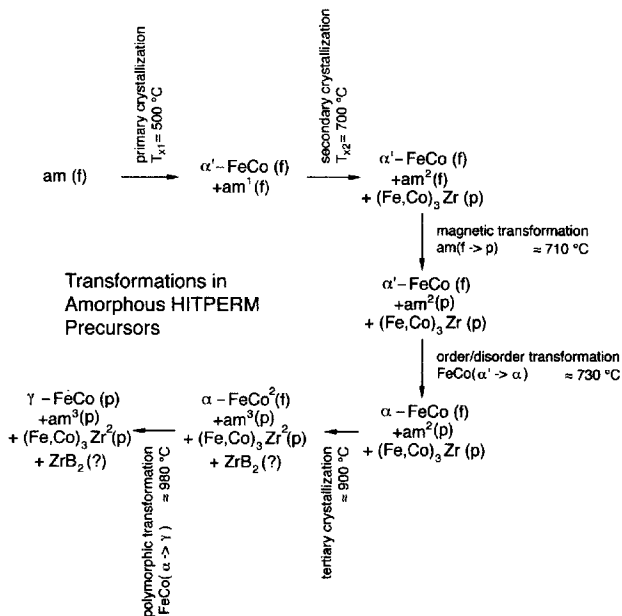 primary crystallization
Tx1= 500 °C
secondary crystallization
Tx2= 700 °C
am (f)
α'−FeCo (f)
+am¹(f)
α'−FeCo (f)
+am²(f)
+ (Fe,Co)₃Zr (p)
magnetic transformation
am(f -> p) ≈ 710 °C
Transformations in
Amorphous HITPERM
Precursors
α'−FeCo (f)
+am²(p)
+ (Fe,Co)₃Zr (p)
order/disorder transformation
FeCo(α' -> α) ≈ 730 °C
α −FeCo (f)
+ am²(p)
+ (Fe,Co)₃Zr (p)
tertiary crystallization
≈ 900 °C
α −FeCo²(f)
+ am³(p)
+ (Fe,Co)₃Zr²(p)
+ ZrB₂(?)
polymorphic transformation
FeCo(α -> γ) ≈ 980 °C
γ −FeCo (p)
+am³(p)
+ (Fe,Co)₃Zr²(p)
+ ZrB₂(?)